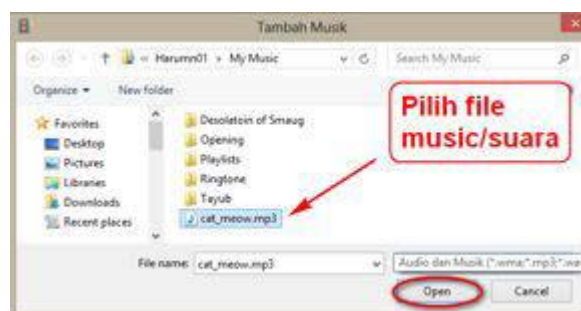 Tambah Musik
« Harumn01 › My Music
Search My Music
Organize
New folder
Favorites
Desktop
Pictures
Libraries
Downloads
Recent places
Desoletoin of Smaug
Opening
Playlists
Ringtone
Tayub
cat_meow.mp3
Pilih file
music/suara
File name:
cat_meow.mp3
Audio dan Musik (*.wma;*.mp3;*.wa
Open
Cancel